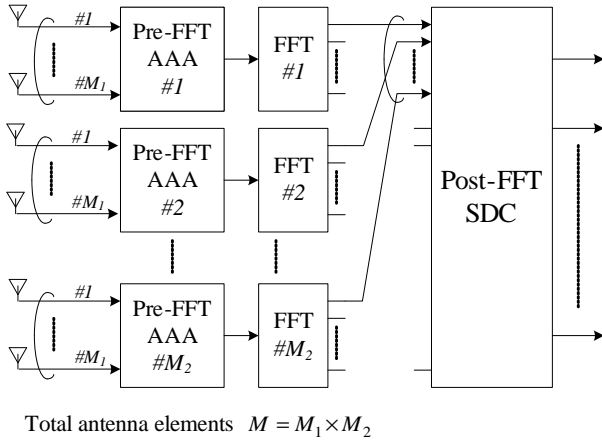 #1
#M₁
Pre-FFT
AAA
#1
FFT
#1
#1
#M₁
Pre-FFT
AAA
#2
FFT
#2
#1
#M₁
Pre-FFT
AAA
#M₂
FFT
#M₂
Post-FFT
SDC
Total antenna elements M = M₁ × M₂